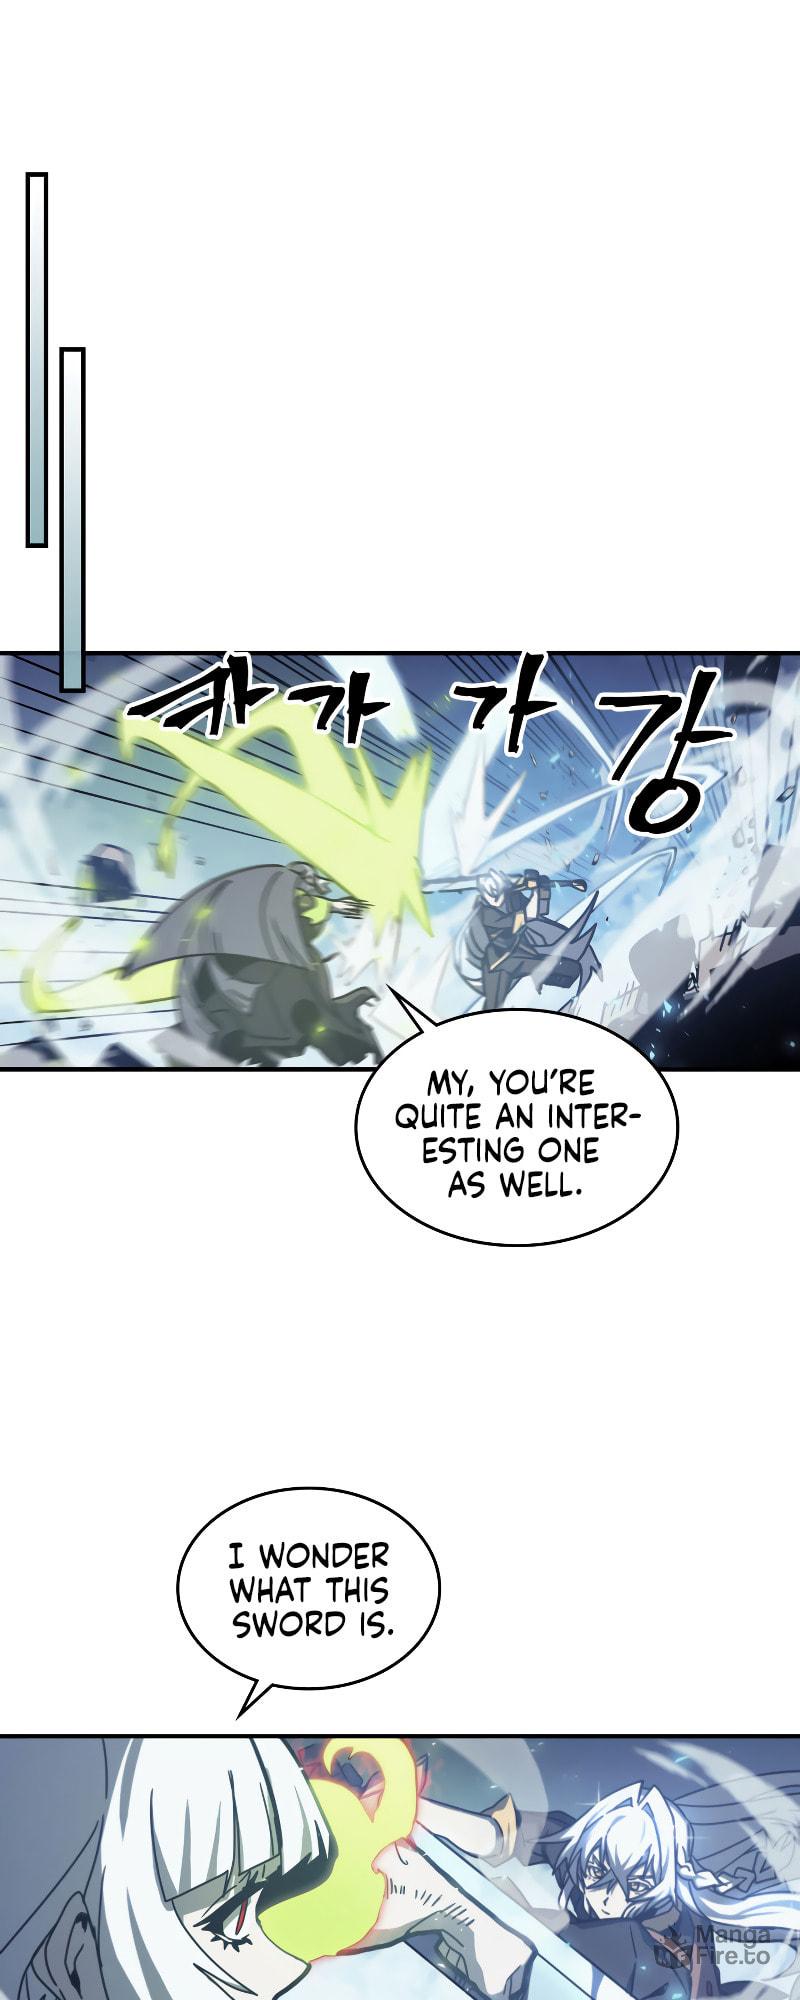 카가가강
MY, YOU'RE
QUITE AN INTER-
ESTING ONE
AS WELL.
I WONDER
WHAT THIS
SWORD IS.
Manga
Fire.to